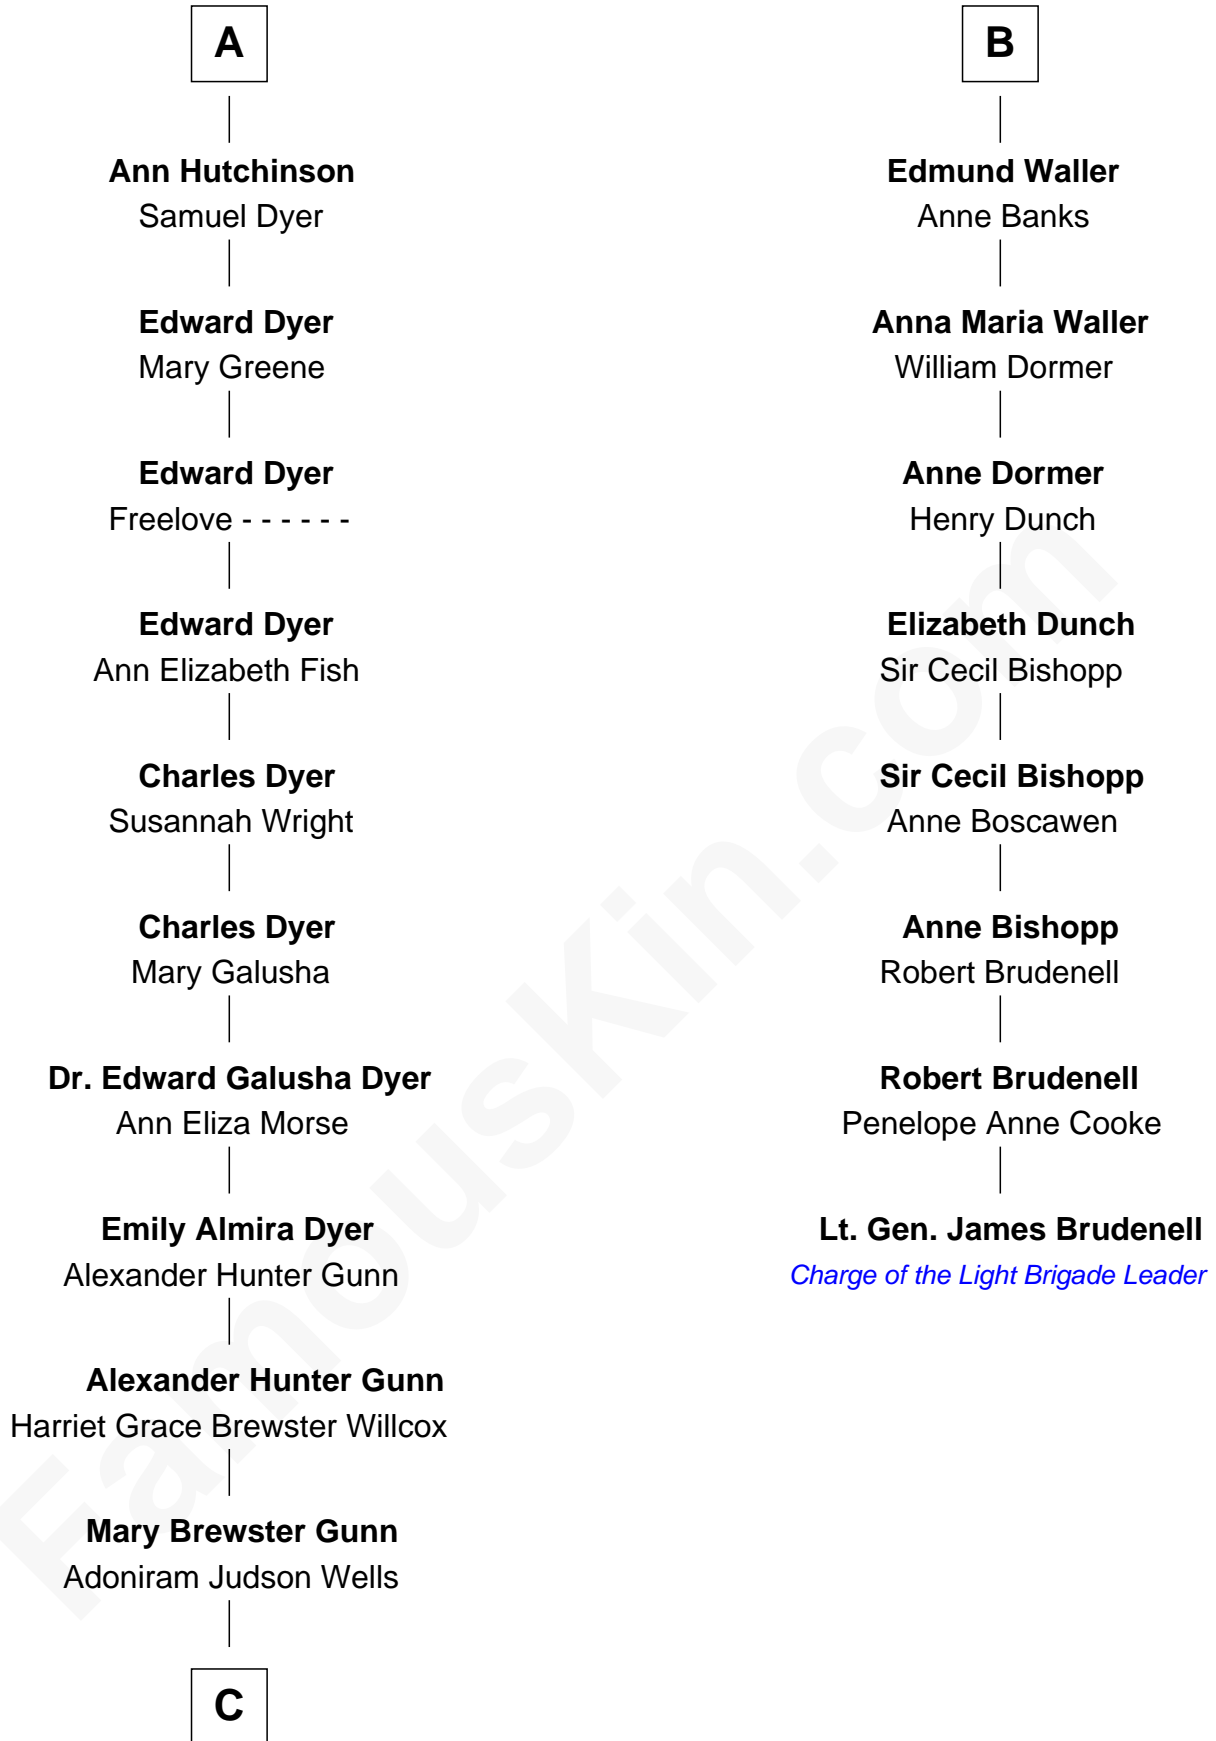 A
Ann Hutchinson
Samuel Dyer
Edward Dyer
Mary Greene
Edward Dyer
Freelove - - - - - -
Edward Dyer
Ann Elizabeth Fish
Charles Dyer
Susannah Wright
Charles Dyer
Mary Galusha
Dr. Edward Galusha Dyer
Ann Eliza Morse
Emily Almira Dyer
Alexander Hunter Gunn
Alexander Hunter Gunn
Harriet Grace Brewster Willcox
Mary Brewster Gunn
Adoniram Judson Wells
C
B
Edmund Waller
Anne Banks
Anna Maria Waller
William Dormer
Anne Dormer
Henry Dunch
Elizabeth Dunch
Sir Cecil Bishopp
Sir Cecil Bishopp
Anne Boscawen
Anne Bishopp
Robert Brudenell
Robert Brudenell
Penelope Anne Cooke
Lt. Gen. James Brudenell
Charge of the Light Brigade Leader
FamousKin.com